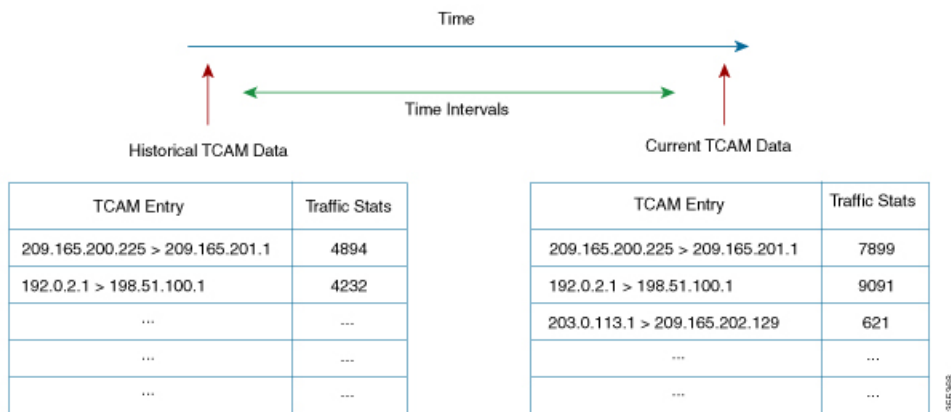 Time
Time Intervals
Historical TCAM Data
Current TCAM Data
TCAM Entry Traffic Stats
209.165.200.225 > 209.165.201.1 4894
192.0.2.1 > 198.51.100.1 4232
... ---
... ---
... ---
TCAM Entry Traffic Stats
209.165.200.225 > 209.165.201.1 7899
192.0.2.1 > 198.51.100.1 9091
203.0.113.1 > 209.165.202.129 621
... ...
... ...